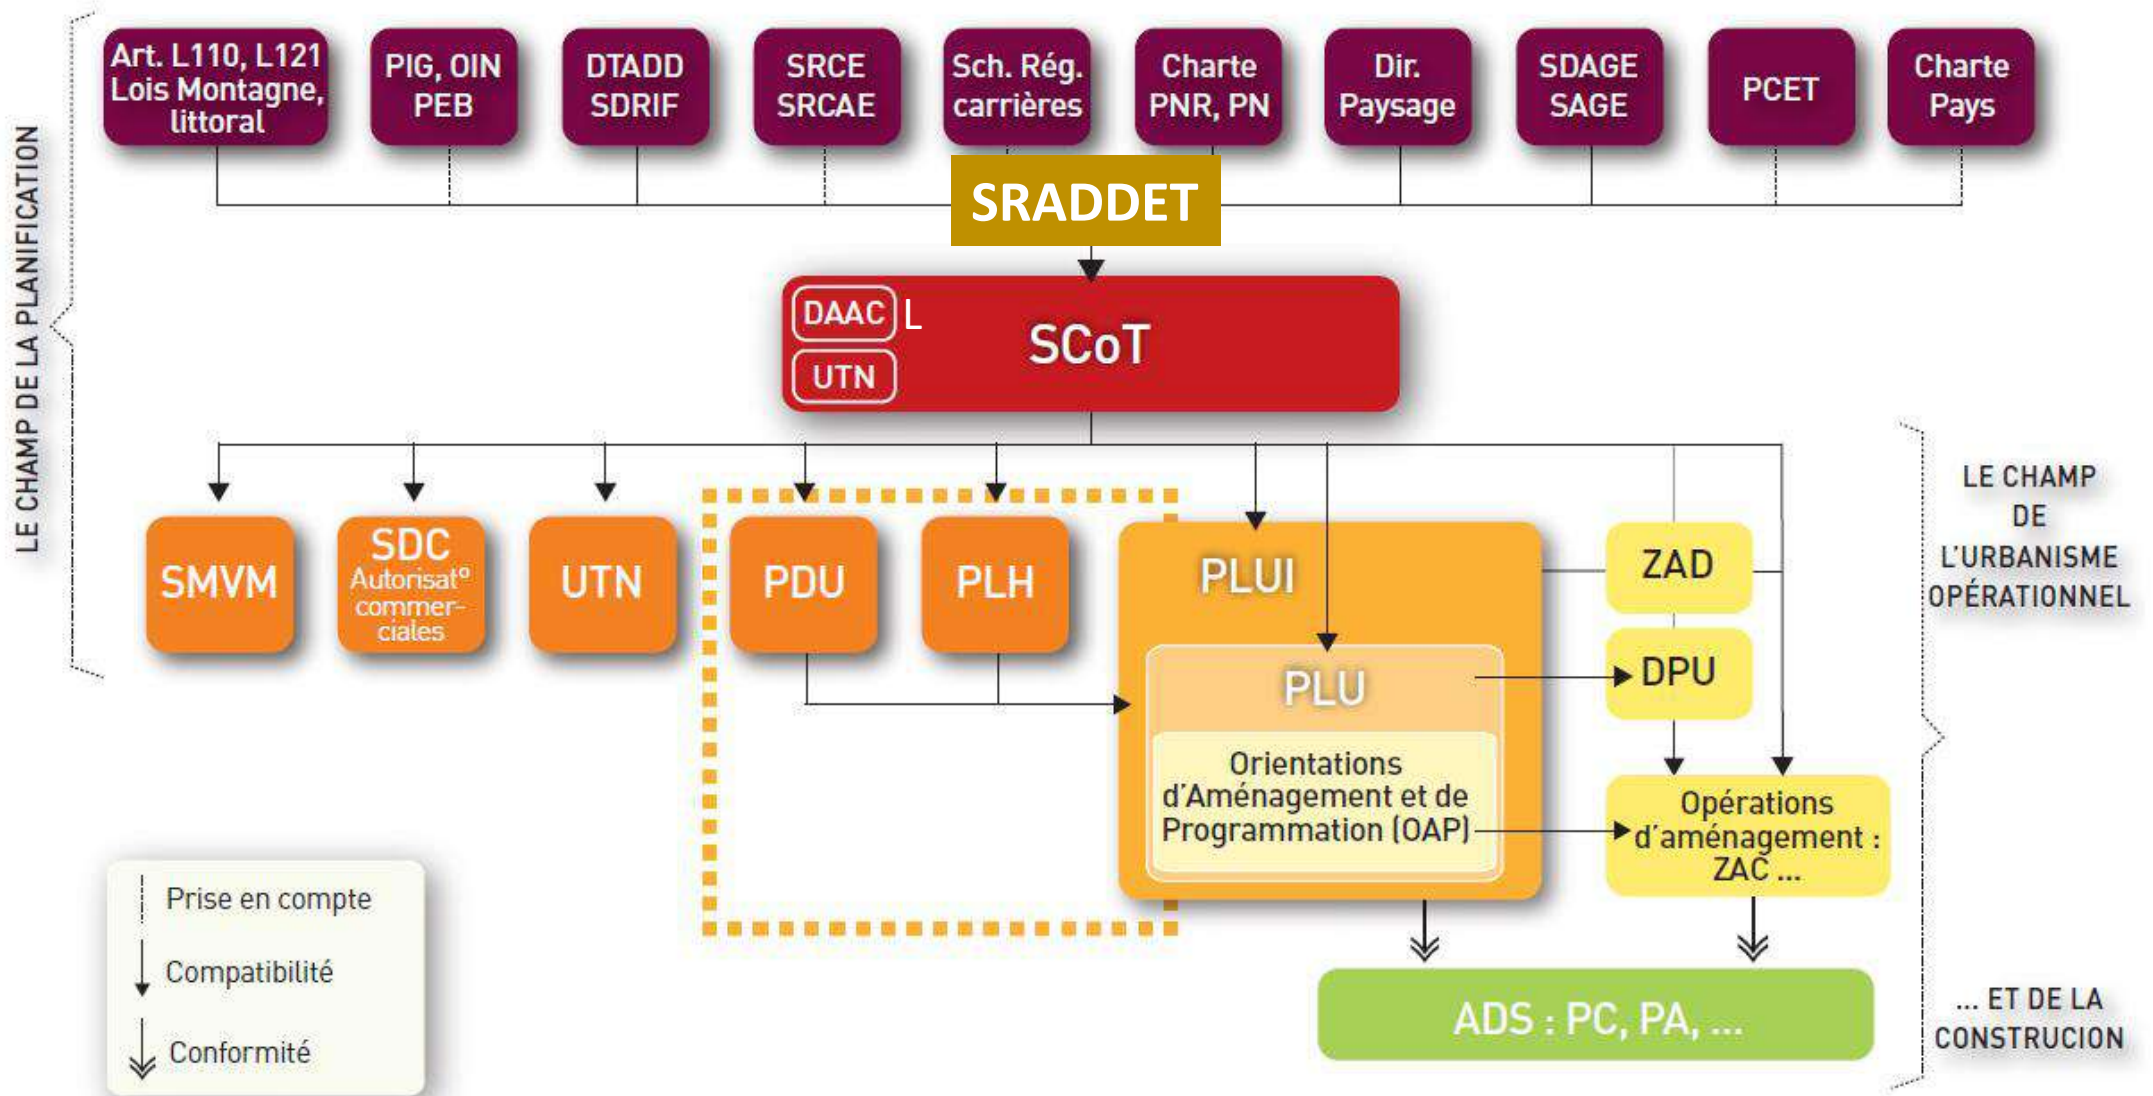 Art. L110, L121
Lois Montagne,
littoral
PIG, OIN
PEB
DTADD
SDRIF
SRCE
SRCAE
Sch. Rég.
carrières
Charte
PNR, PN
Dir.
Paysage
SDAGE
SAGE
PCET
Charte
Pays
LE CHAMP DE LA PLANIFICATION
SRADDET
DAAC L
UTN
SCoT
SMVM
SDC
Autorisat°
commer-
ciales
UTN
PDU
PLH
PLUI
PLU
Orientations
d'Aménagement et de
Programmation (OAP)
ZAD
DPU
Opérations
d'aménagement :
ZAC ...
LE CHAMP
DE
L'URBANISME
OPÉRATIONNEL
Prise en compte
Compatibilité
Conformité
ADS : PC, PA, ...
... ET DE LA
CONSTRUCION